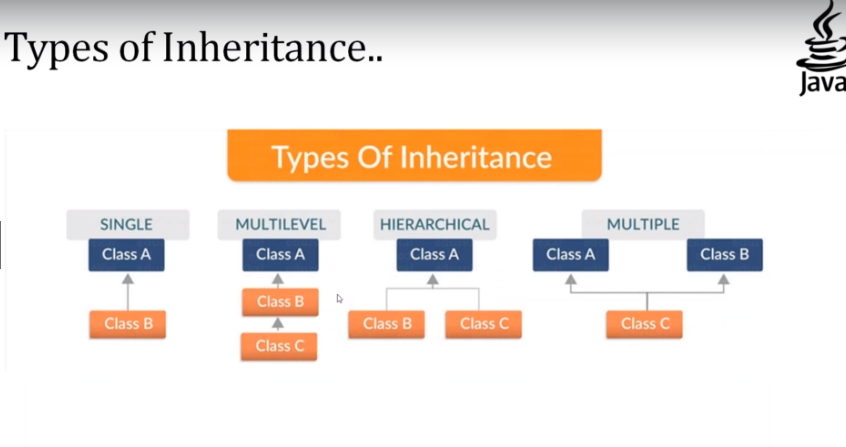 Types of Inheritance..
Java
Types Of Inheritance
SINGLE
Class A
Class B
MULTILEVEL
Class A
Class B
Class C
HIERARCHICAL
Class A
Class B
Class C
MULTIPLE
Class A
Class B
Class C